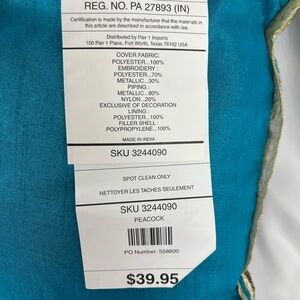 REG. NO. PA 27893 (IN)
Certification is made by the manufacturer that the materials in
this article are described in accordance with law.
Distributed by Pier 1 Imports
100 Pier 1 Place, Fort Worth, Texas 76102 USA
COVER FABRIC:
POLYESTER...100%
EMBROIDERY :
POLYESTER...70%
METALLIC...30%
PIPING :
METALLIC...80%
NYLON...20%
EXCLUSIVE OF DECORATION
LINING :
POLYESTER...100%
FILLER SHELL :
POLYPROPYLENE...100%
MADE IN INDIA
SKU 3244090
SPOT CLEAN ONLY
NETTOYER LES TACHES SEULEMENT
SKU 3244090
PEACOCK
PO Number: 558600
$39.95